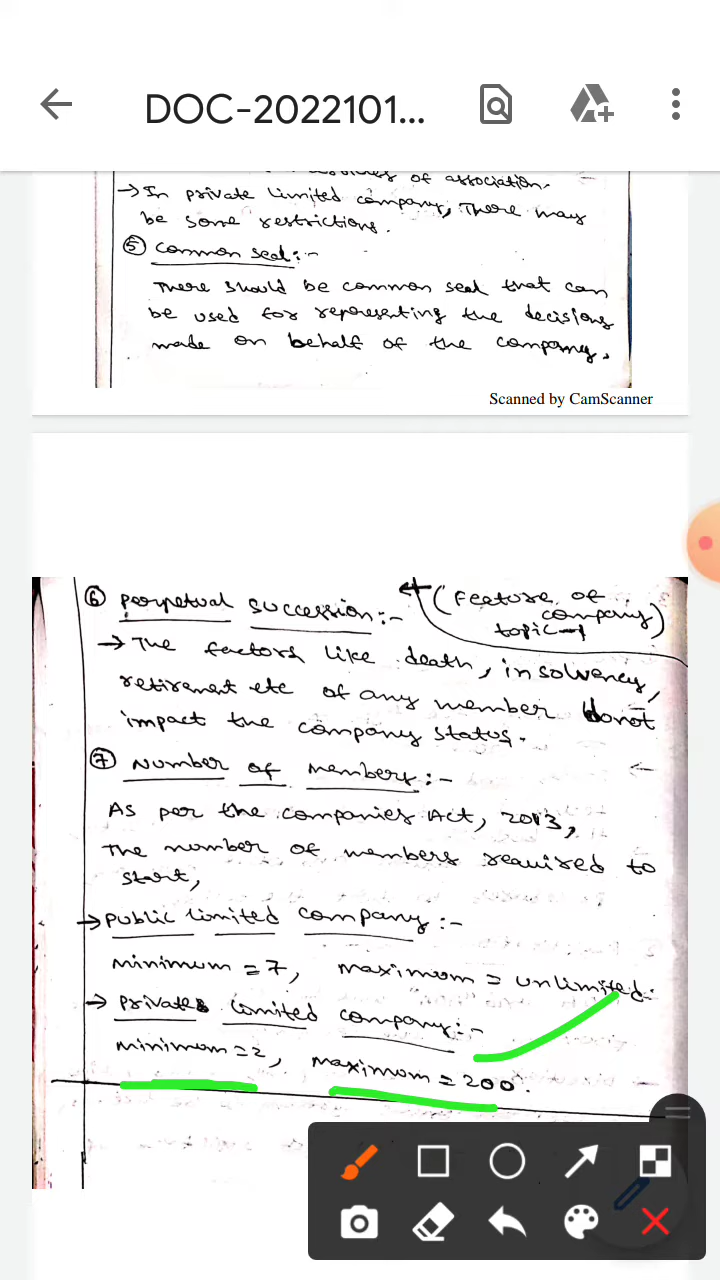 DOC-2022101...
of association.
→ In private limited company, There may
be some restrictions.
⑤ Common seal:-
There should be common seal that can
be used for representing the decisions
made on behalf of the company.
Scanned by CamScanner
⑥ perpetual succession:- ← (Feature of
company)
topic-1
→ The factors like death, insolvency,
retirement etc of any member donot
impact the company status.
⑦ Number of members:-
As per the companies Act, 2013,
The number of members required to
start,
→ Public limited company:-
minimum = 7, maximum = unlimited.
→ Private limited company:-
minimum = 2, maximum = 200.